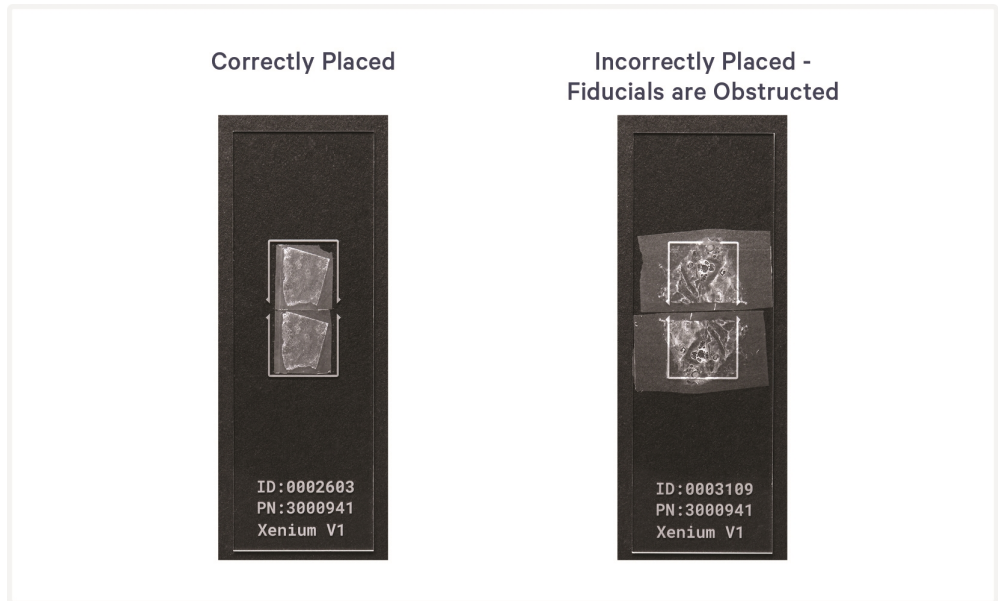 Correctly Placed
Incorrectly Placed -
Fiducials are Obstructed
ID:0002603
PN:3000941
Xenium V1
ID:0003109
PN:3000941
Xenium V1